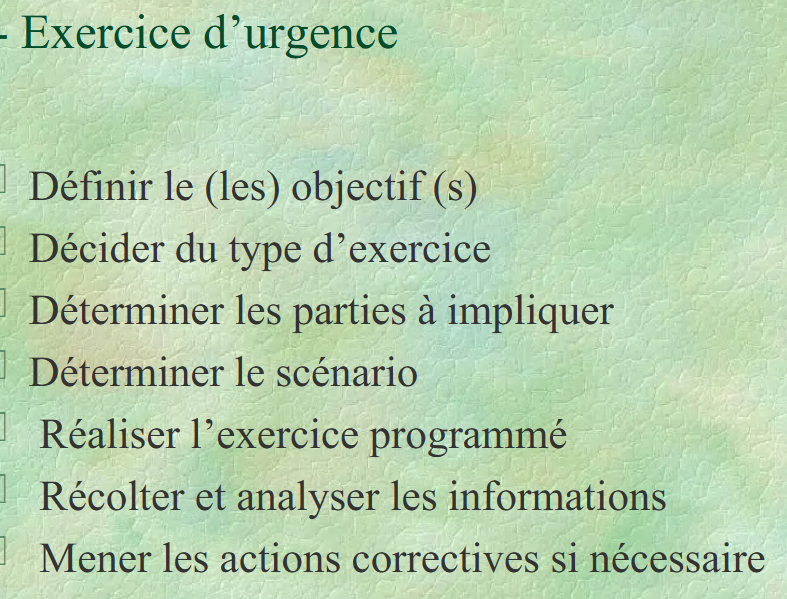 - Exercice d’urgence
Définir le (les) objectif (s)
Décider du type d’exercice
Déterminer les parties à impliquer
Déterminer le scénario
Réaliser l’exercice programmé
Récolter et analyser les informations
Mener les actions correctives si nécessaire